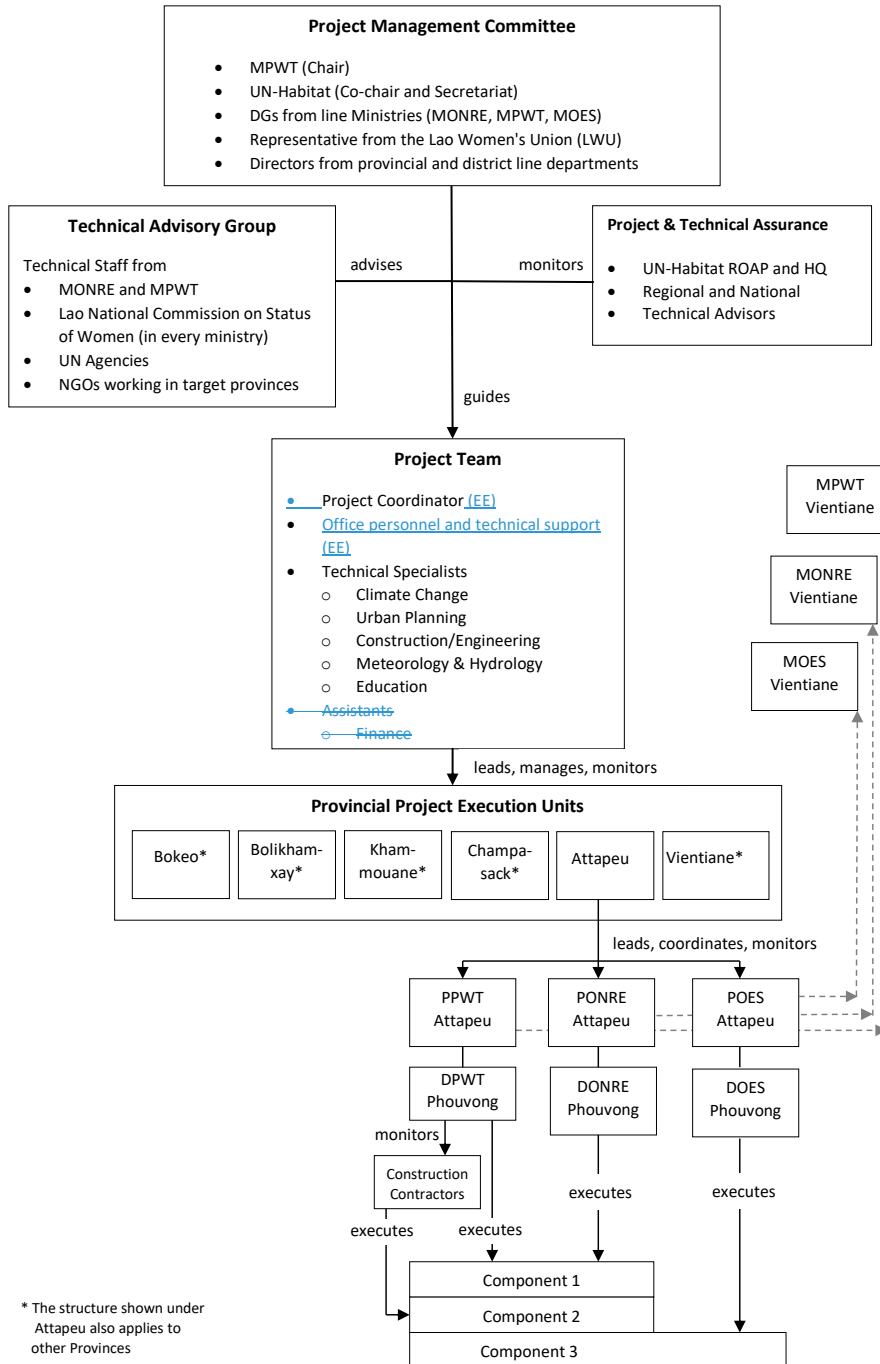 Project Management Committee
• MPWT (Chair)
• UN-Habitat (Co-chair and Secretariat)
• DGs from line Ministries (MONRE, MPWT, MOES)
• Representative from the Lao Women's Union (LWU)
• Directors from provincial and district line departments
Technical Advisory Group
Technical Staff from
• MONRE and MPWT
• Lao National Commission on Status
of Women (in every ministry)
• UN Agencies
• NGOs working in target provinces
advises
monitors
Project & Technical Assurance
• UN-Habitat ROAP and HQ
• Regional and National
• Technical Advisors
guides
Project Team
• Project Coordinator (EE)
• Office personnel and technical support
(EE)
• Technical Specialists
o Climate Change
o Urban Planning
o Construction/Engineering
o Meteorology & Hydrology
o Education
• Assistants
o Finance
MPWT
Vientiane
MONRE
Vientiane
MOES
Vientiane
leads, manages, monitors
Provincial Project Execution Units
Bokeo*
Bolikham-
xay*
Kham-
mouane*
Champa-
sack*
Attapeu
Vientiane*
leads, coordinates, monitors
PPWT
Attapeu
PONRE
Attapeu
POES
Attapeu
DPWT
Phouvong
DONRE
Phouvong
DOES
Phouvong
monitors
Construction
Contractors
executes
executes
executes
executes
Component 1
Component 2
Component 3
* The structure shown under
Attapeu also applies to
other Provinces